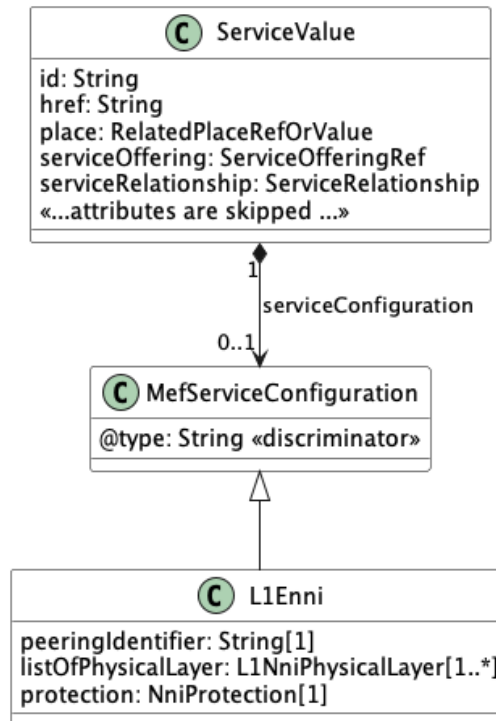 C ServiceValue
id: String
href: String
place: RelatedPlaceRefOrValue
serviceOffering: ServiceOfferingRef
serviceRelationship: ServiceRelationship
«...attributes are skipped ...»
1
serviceConfiguration
0..1
C MefServiceConfiguration
@type: String «discriminator»
C L1Enni
peeringIdentifier: String[1]
listOfPhysicalLayer: L1NniPhysicalLayer[1..*]
protection: NniProtection[1]